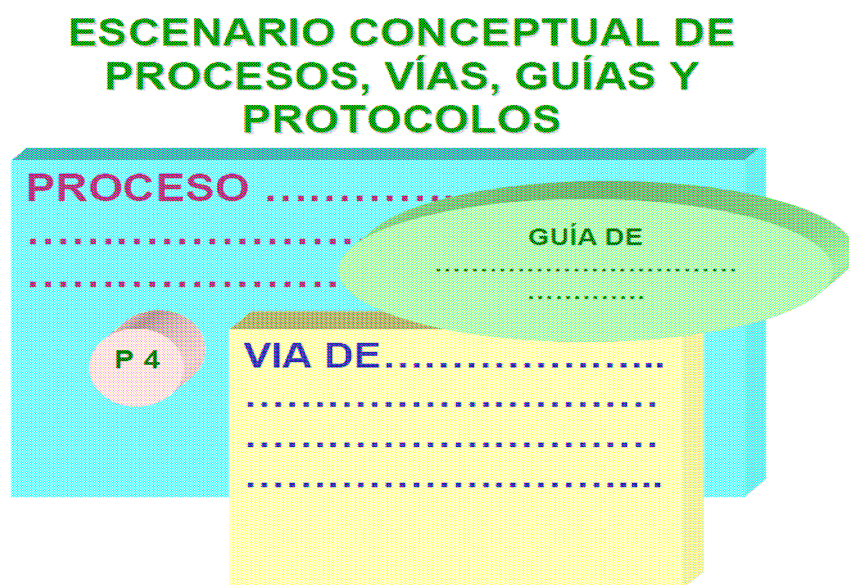 ESCENARIO CONCEPTUAL DE
PROCESOS, VÍAS, GUÍAS Y
PROTOCOLOS
PROCESO .............
........................
........................
GUÍA DE
.................................
.............
P 4
VIA DE.....................
..........................
..........................
..........................